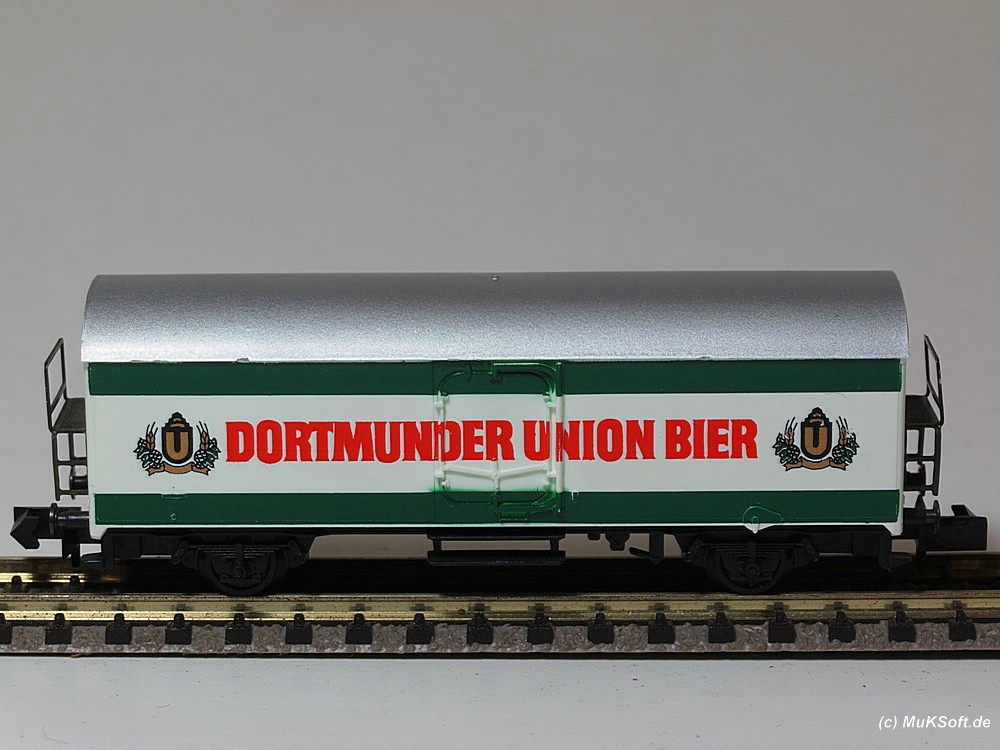 U DORTMUNDER UNION BIER U
(c) MuKSoft.de